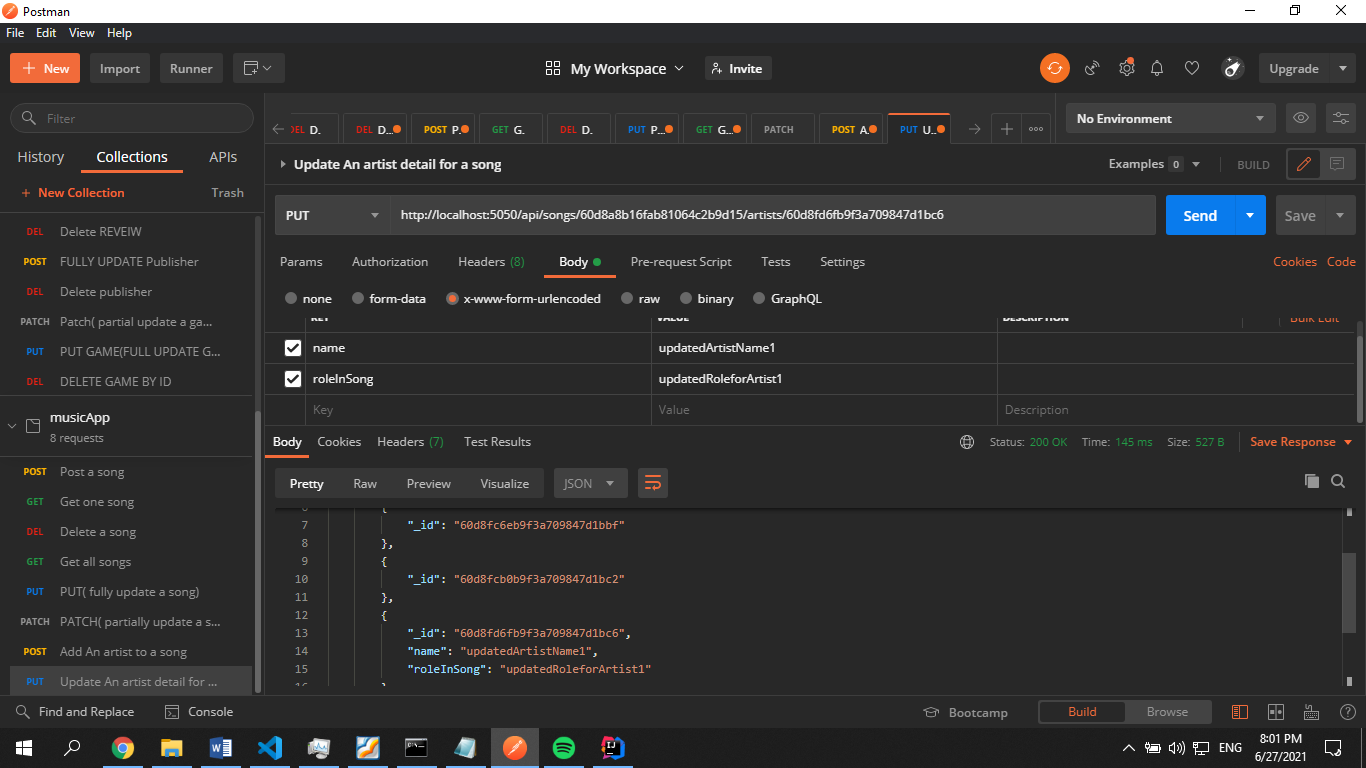 Postman
File Edit View Help
New
Import
Runner
My Workspace
Invite
Upgrade
Filter
History
Collections
APIs
New Collection
Trash
DEL Delete REVEIW
POST FULLY UPDATE Publisher
DEL Delete publisher
PATCH Patch( partial update a ga...
PUT PUT GAME(FULL UPDATE G...
DEL DELETE GAME BY ID
musicApp
8 requests
POST Post a song
GET Get one song
DEL Delete a song
GET Get all songs
PUT PUT( fully update a song)
PATCH PATCH( partially update a s...
POST Add An artist to a song
PUT Update An artist detail for ...
DEL D.
DEL D...
POST P.
GET G.
DEL D.
PUT P...
GET G...
PATCH
POST A.
PUT U..
No Environment
Update An artist detail for a song
Examples 0
BUILD
PUT
http://localhost:5050/api/songs/60d8a8b16fab81064c2b9d15/artists/60d8fd6fb9f3a709847d1bc6
Send
Save
Params Authorization Headers (8) Body Pre-request Script Tests Settings
Cookies Code
none form-data x-www-form-urlencoded raw binary GraphQL
KEY VALUE DESCRIPTION Bulk Edit
name updatedArtistName1
roleInSong updatedRoleforArtist1
Key Value Description
Body Cookies Headers (7) Test Results
Status: 200 OK Time: 145 ms Size: 527 B
Save Response
Pretty Raw Preview Visualize JSON
6 {
7 "_id": "60d8fc6eb9f3a709847d1bbf"
8 },
9 {
10 "_id": "60d8fcb0b9f3a709847d1bc2"
11 },
12 {
13 "_id": "60d8fd6fb9f3a709847d1bc6",
14 "name": "updatedArtistName1",
15 "roleInSong": "updatedRoleforArtist1"
16 }
Find and Replace
Console
Bootcamp
Build
Browse
ENG
8:01 PM
6/27/2021